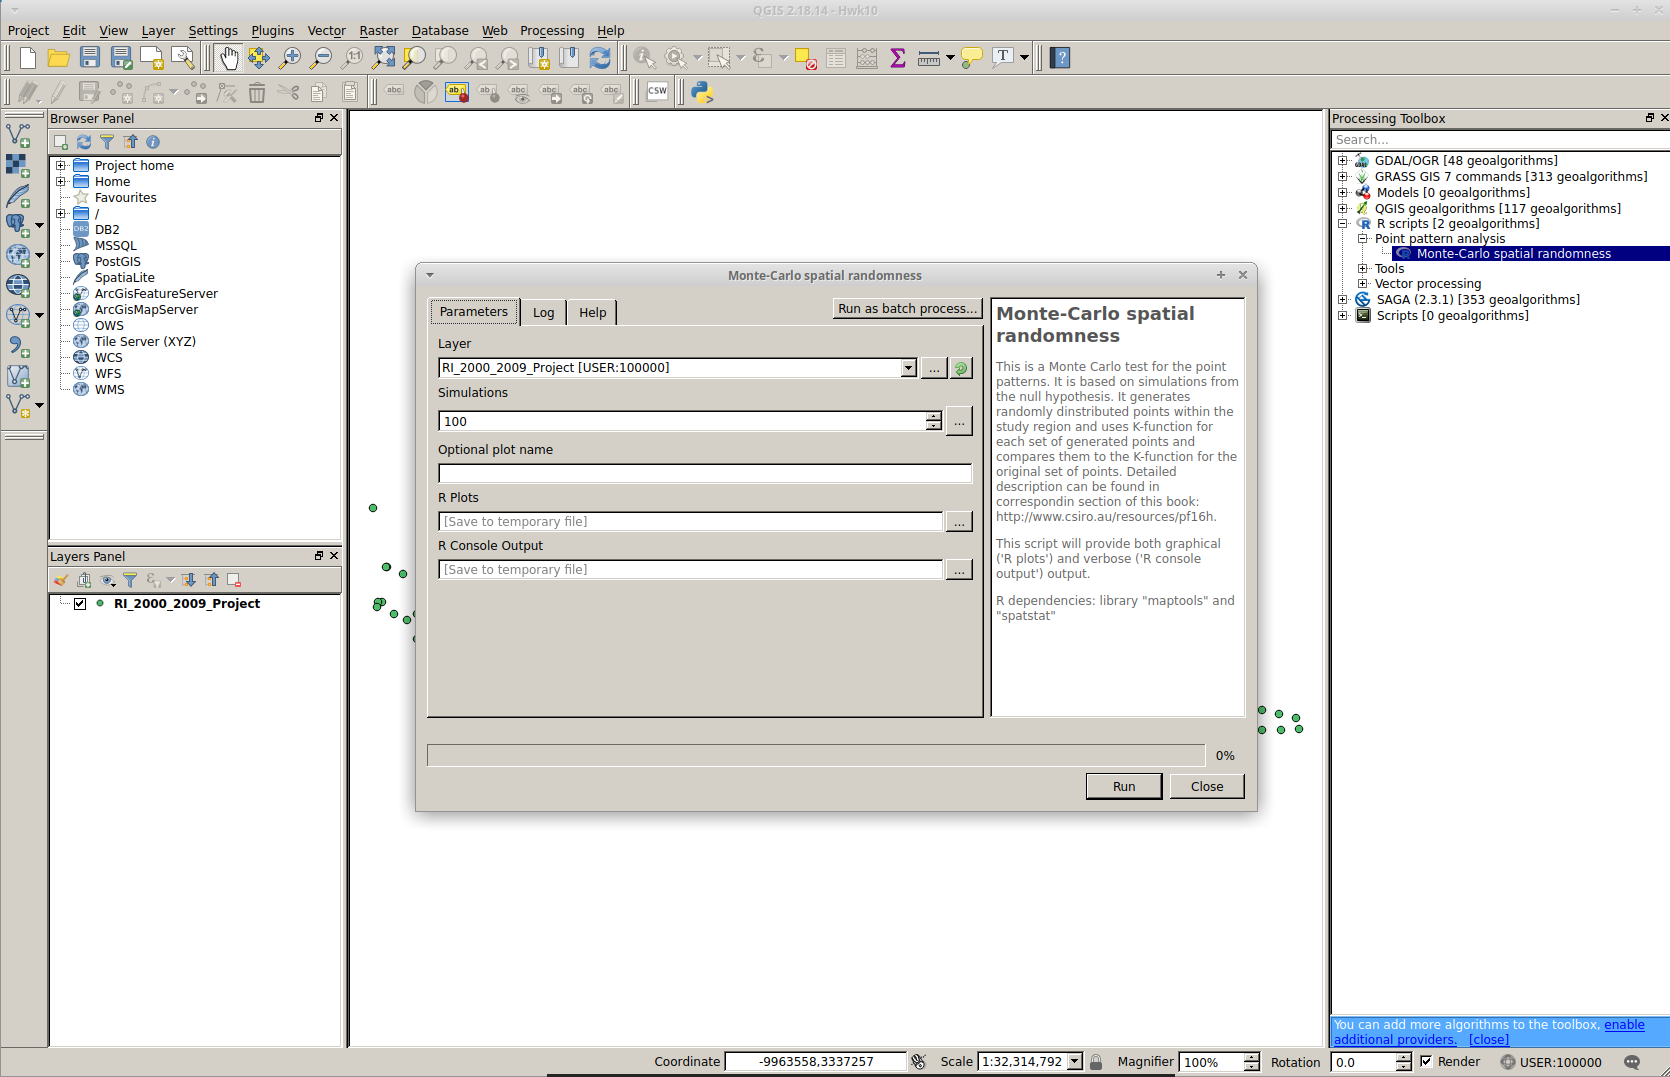 QGIS 2.18.14 - Hwk10
Project Edit View Layer Settings Plugins Vector Raster Database Web Processing Help
CSW
Browser Panel
Project home
Home
Favourites
/
DB2
MSSQL
PostGIS
SpatiaLite
ArcGisFeatureServer
ArcGisMapServer
OWS
Tile Server (XYZ)
WCS
WFS
WMS
Layers Panel
RI_2000_2009_Project
Monte-Carlo spatial randomness
Parameters Log Help Run as batch process...
Layer
RI_2000_2009_Project [USER:100000]
...
Simulations
100
...
Optional plot name
R Plots
[Save to temporary file]
...
R Console Output
[Save to temporary file]
...
Monte-Carlo spatial
randomness
This is a Monte Carlo test for the point
patterns. It is based on simulations from
the null hypothesis. It generates
randomly dinstributed points within the
study region and uses K-function for
each set of generated points and
compares them to the K-function for the
original set of points. Detailed
description can be found in
correspondin section of this book:
http://www.csiro.au/resources/pf16h.
This script will provide both graphical
('R plots') and verbose ('R console
output') output.
R dependencies: library "maptools" and
"spatstat"
0%
Run Close
Processing Toolbox
Search...
GDAL/OGR [48 geoalgorithms]
GRASS GIS 7 commands [313 geoalgorithms]
Models [0 geoalgorithms]
QGIS geoalgorithms [117 geoalgorithms]
R scripts [2 geoalgorithms]
Point pattern analysis
Monte-Carlo spatial randomness
Tools
Vector processing
SAGA (2.3.1) [353 geoalgorithms]
Scripts [0 geoalgorithms]
You can add more algorithms to the toolbox, enable
additional providers. [close]
Coordinate -9963558,3337257 Scale 1:32,314,792 Magnifier 100% Rotation 0.0 Render USER:100000